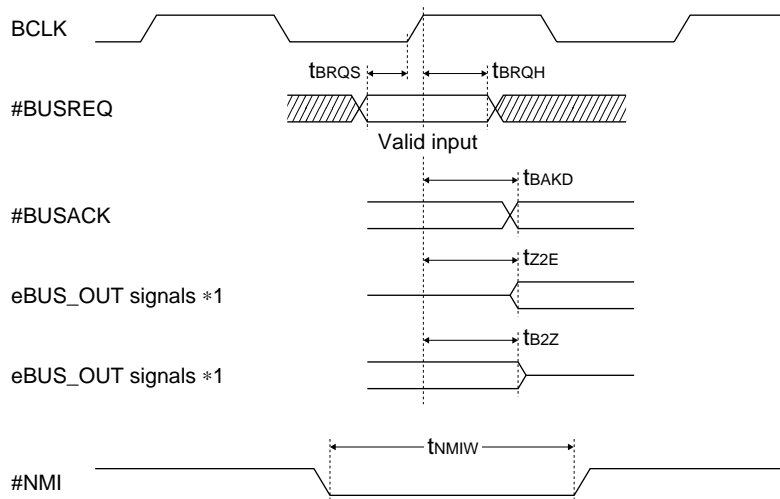 BCLK
tBRQS
tBRQH
#BUSREQ
Valid input
tBAKD
#BUSACK
tZ2E
eBUS_OUT signals *1
tB2Z
eBUS_OUT signals *1
tNMIW
#NMI